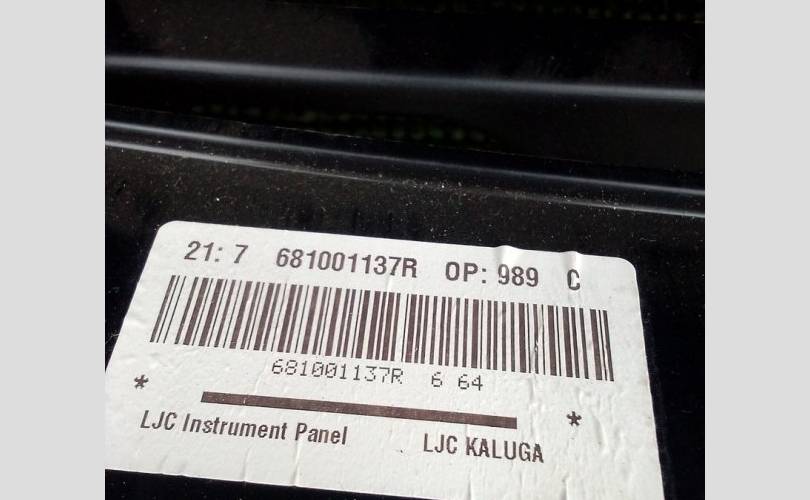 21: 7 681001137R OP: 989 C
681001137R 6 64
* *
LJC Instrument Panel LJC KALUGA